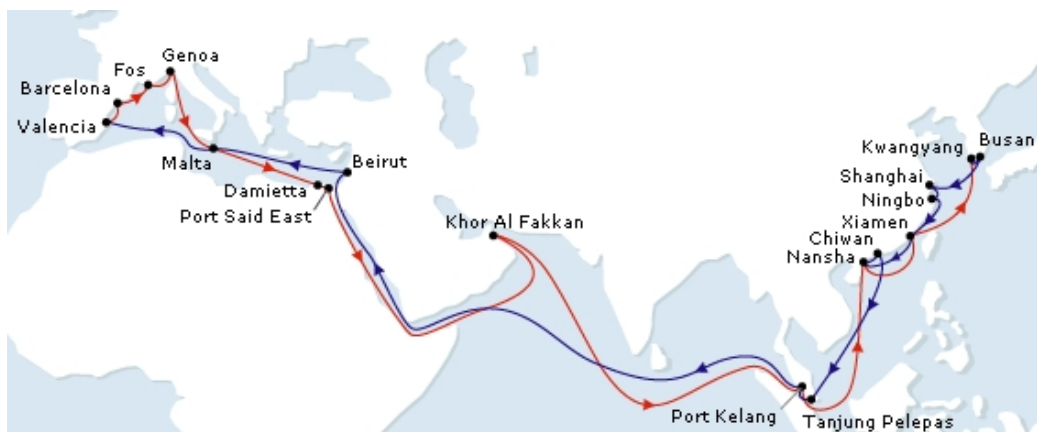 Genoa
Fos
Barcelona
Valencia
Malta
Beirut
Damietta
Port Said East
Khor Al Fakkan
Kwangyang
Busan
Shanghai
Ningbo
Xiamen
Chiwan
Nansha
Port Kelang
Tanjung Pelepas